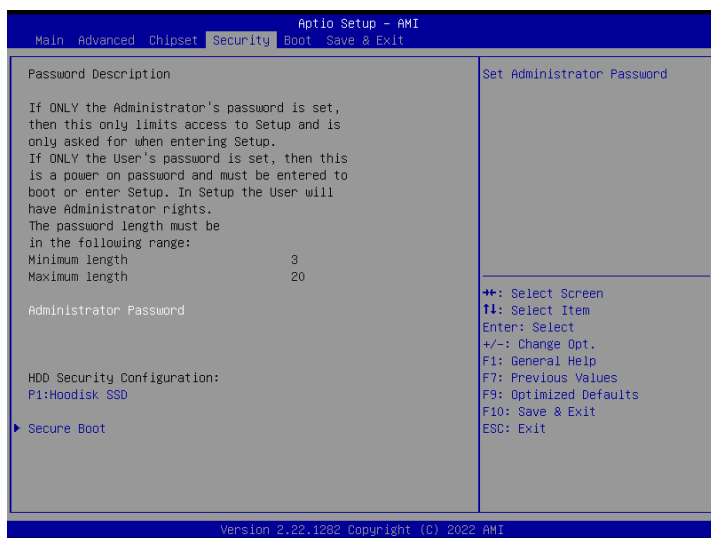 Aptio Setup – AMI
Main Advanced Chipset Security Boot Save & Exit
Password Description
If ONLY the Administrator's password is set,
then this only limits access to Setup and is
only asked for when entering Setup.
If ONLY the User's password is set, then this
is a power on password and must be entered to
boot or enter Setup. In Setup the User will
have Administrator rights.
The password length must be
in the following range:
Minimum length 3
Maximum length 20
Administrator Password
HDD Security Configuration:
P1:Hoodisk SSD
Secure Boot
Set Administrator Password
→←: Select Screen
↑↓: Select Item
Enter: Select
+/-: Change Opt.
F1: General Help
F7: Previous Values
F9: Optimized Defaults
F10: Save & Exit
ESC: Exit
Version 2.22.1282 Copyright (C) 2022 AMI